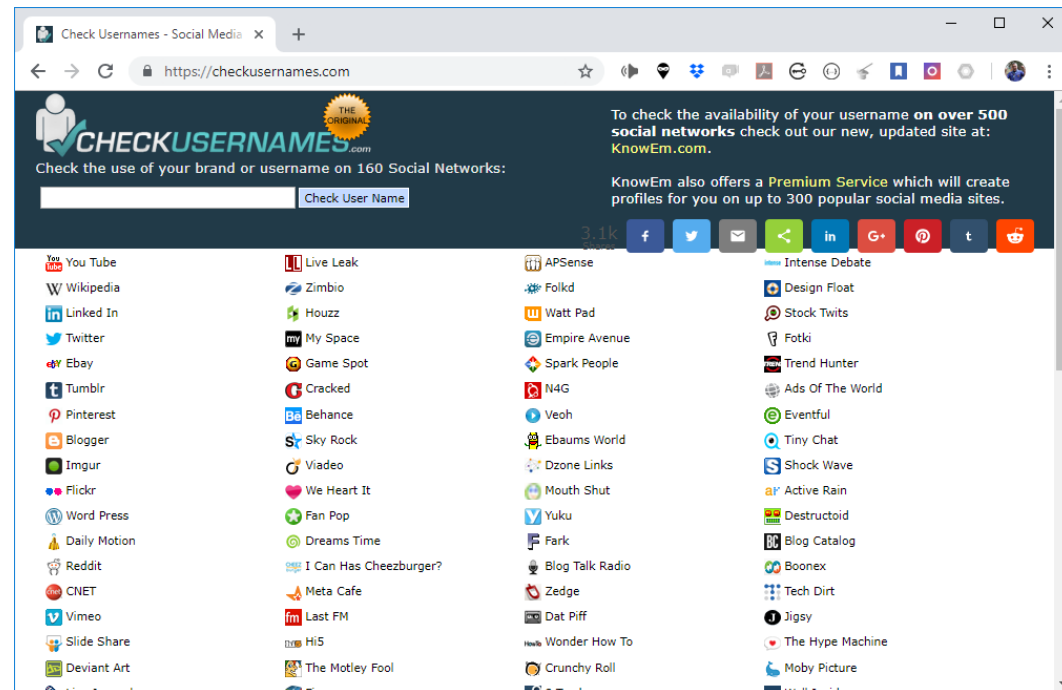 Check Usernames - Social Media
https://checkusernames.com
THE
ORIGINAL
CHECKUSERNAMES.com
Check the use of your brand or username on 160 Social Networks:
Check User Name
To check the availability of your username on over 500
social networks check out our new, updated site at:
KnowEm.com.
KnowEm also offers a Premium Service which will create
profiles for you on up to 300 popular social media sites.
3.1k
Shares
You Tube Live Leak APSense Intense Debate
Wikipedia Zimbio Folkd Design Float
Linked In Houzz Watt Pad Stock Twits
Twitter My Space Empire Avenue Fotki
Ebay Game Spot Spark People Trend Hunter
Tumblr Cracked N4G Ads Of The World
Pinterest Behance Veoh Eventful
Blogger Sky Rock Ebaums World Tiny Chat
Imgur Viadeo Dzone Links Shock Wave
Flickr We Heart It Mouth Shut Active Rain
Word Press Fan Pop Yuku Destructoid
Daily Motion Dreams Time Fark Blog Catalog
Reddit I Can Has Cheezburger? Blog Talk Radio Boonex
CNET Meta Cafe Zedge Tech Dirt
Vimeo Last FM Dat Piff Jigsy
Slide Share Hi5 Wonder How To The Hype Machine
Deviant Art The Motley Fool Crunchy Roll Moby Picture